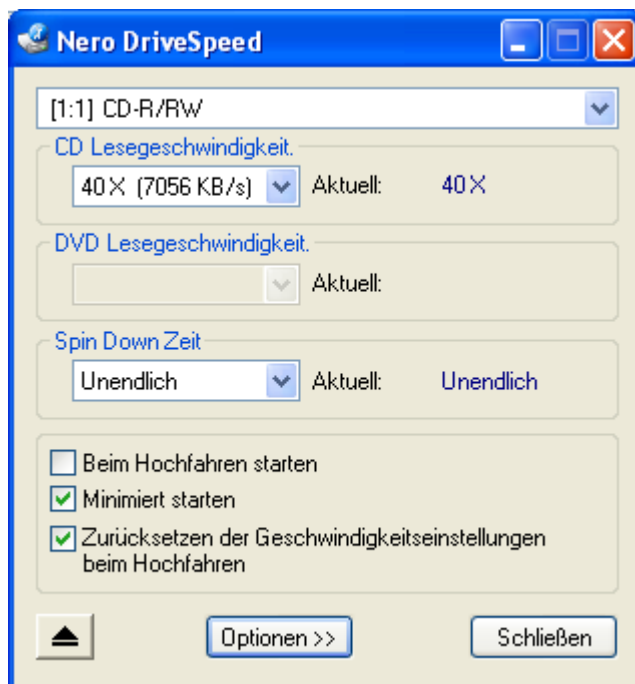 Nero DriveSpeed
[1:1] CD-R/RW
CD Lesegeschwindigkeit.
40X (7056 KB/s) Aktuell: 40X
DVD Lesegeschwindigkeit.
Aktuell:
Spin Down Zeit
Unendlich Aktuell: Unendlich
Beim Hochfahren starten
Minimiert starten
Zurücksetzen der Geschwindigkeitseinstellungen
beim Hochfahren
Optionen >> Schließen